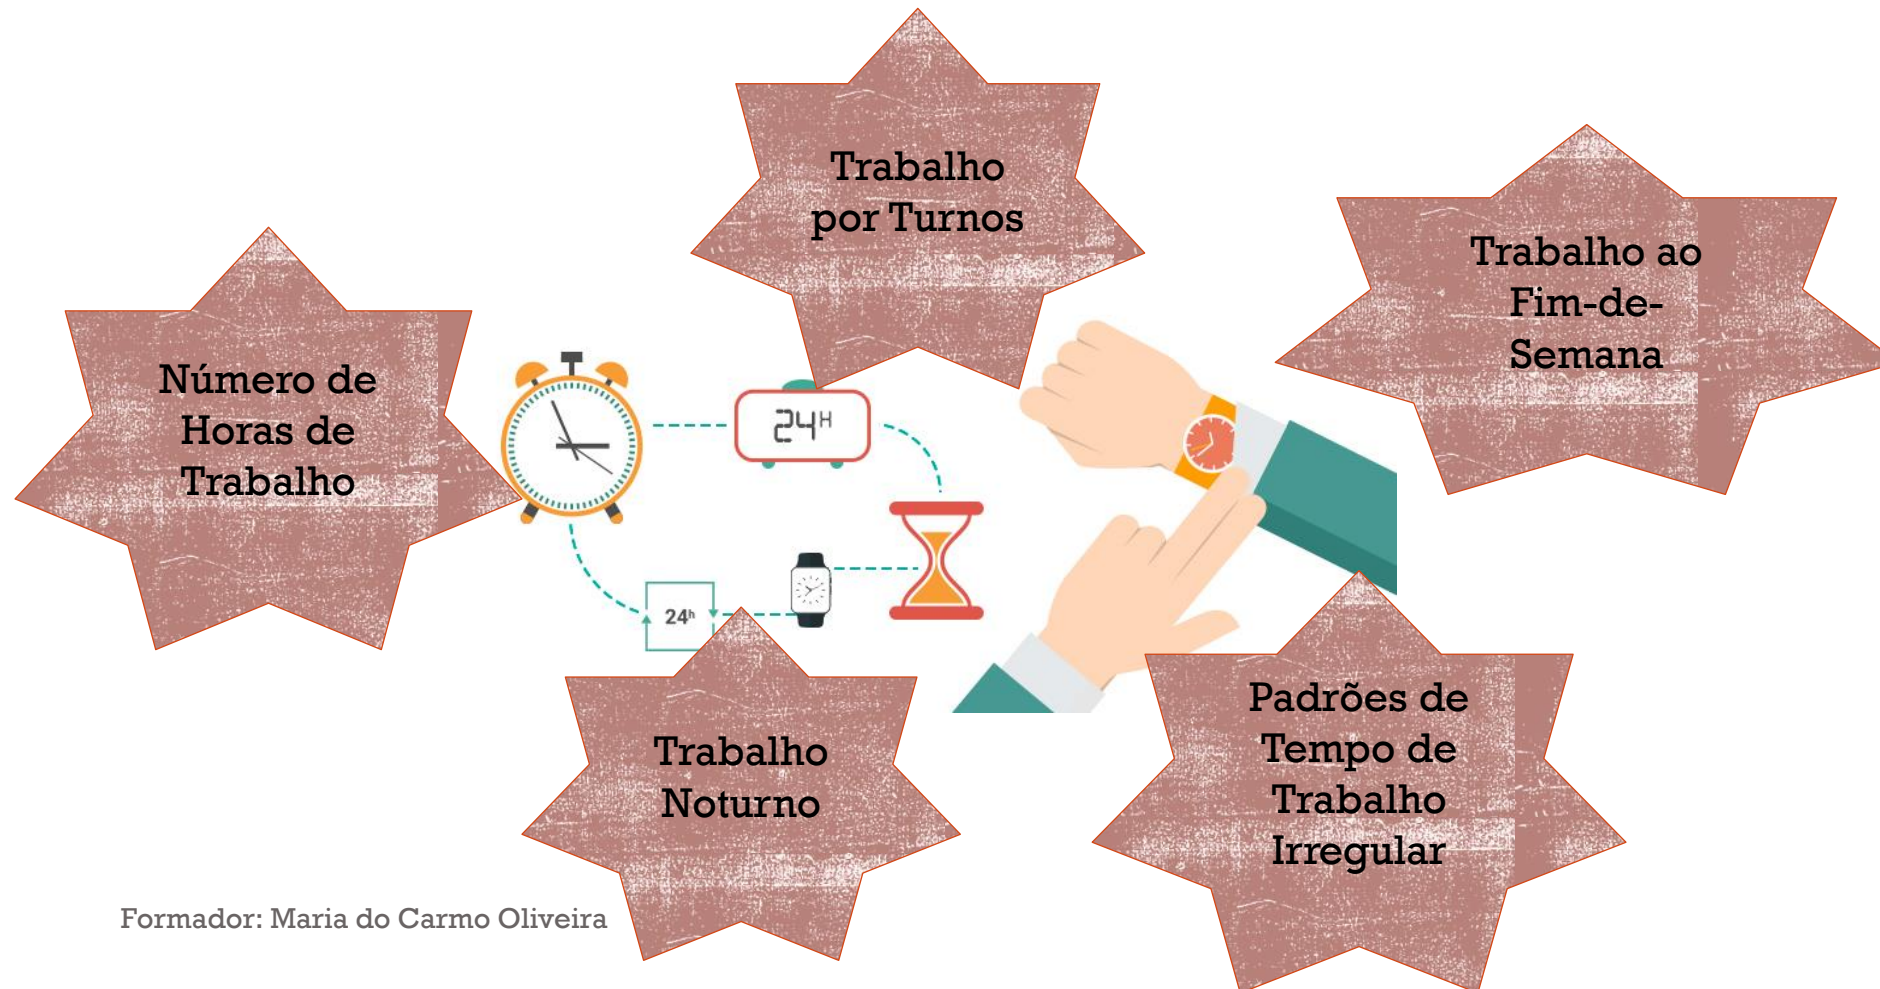 Trabalho
por Turnos
Trabalho ao
Fim-de-
Semana
Número de
Horas de
Trabalho
24H
24h
Trabalho
Noturno
Padrões de
Tempo de
Trabalho
Irregular
Formador: Maria do Carmo Oliveira